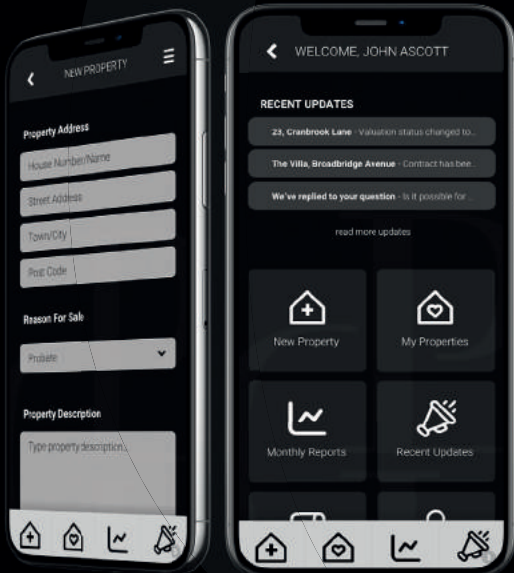 NEW PROPERTY
Property Address
House Number/Name
Street Address
Town/City
Post Code
Reason For Sale
Probate
Property Description
Type property description...
WELCOME, JOHN ASCOTT
RECENT UPDATES
23, Cranbrook Lane - Valuation status changed to...
The Villa, Broadbridge Avenue - Contract has bee...
We've replied to your question - Is it possible for ...
read more updates
New Property
My Properties
Monthly Reports
Recent Updates